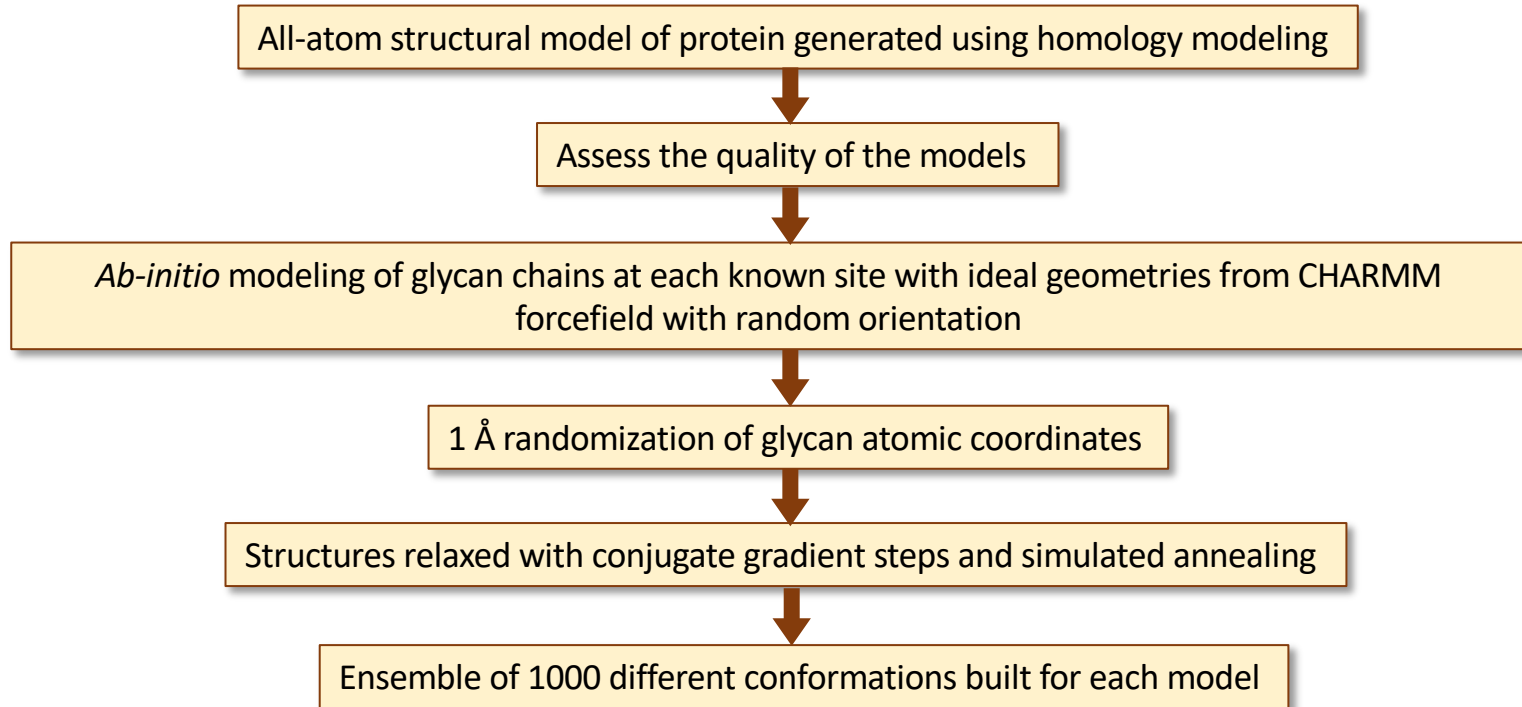 All-atom structural model of protein generated using homology modeling
Assess the quality of the models
Ab-initio modeling of glycan chains at each known site with ideal geometries from CHARMM
forcefield with random orientation
1 Å randomization of glycan atomic coordinates
Structures relaxed with conjugate gradient steps and simulated annealing
Ensemble of 1000 different conformations built for each model